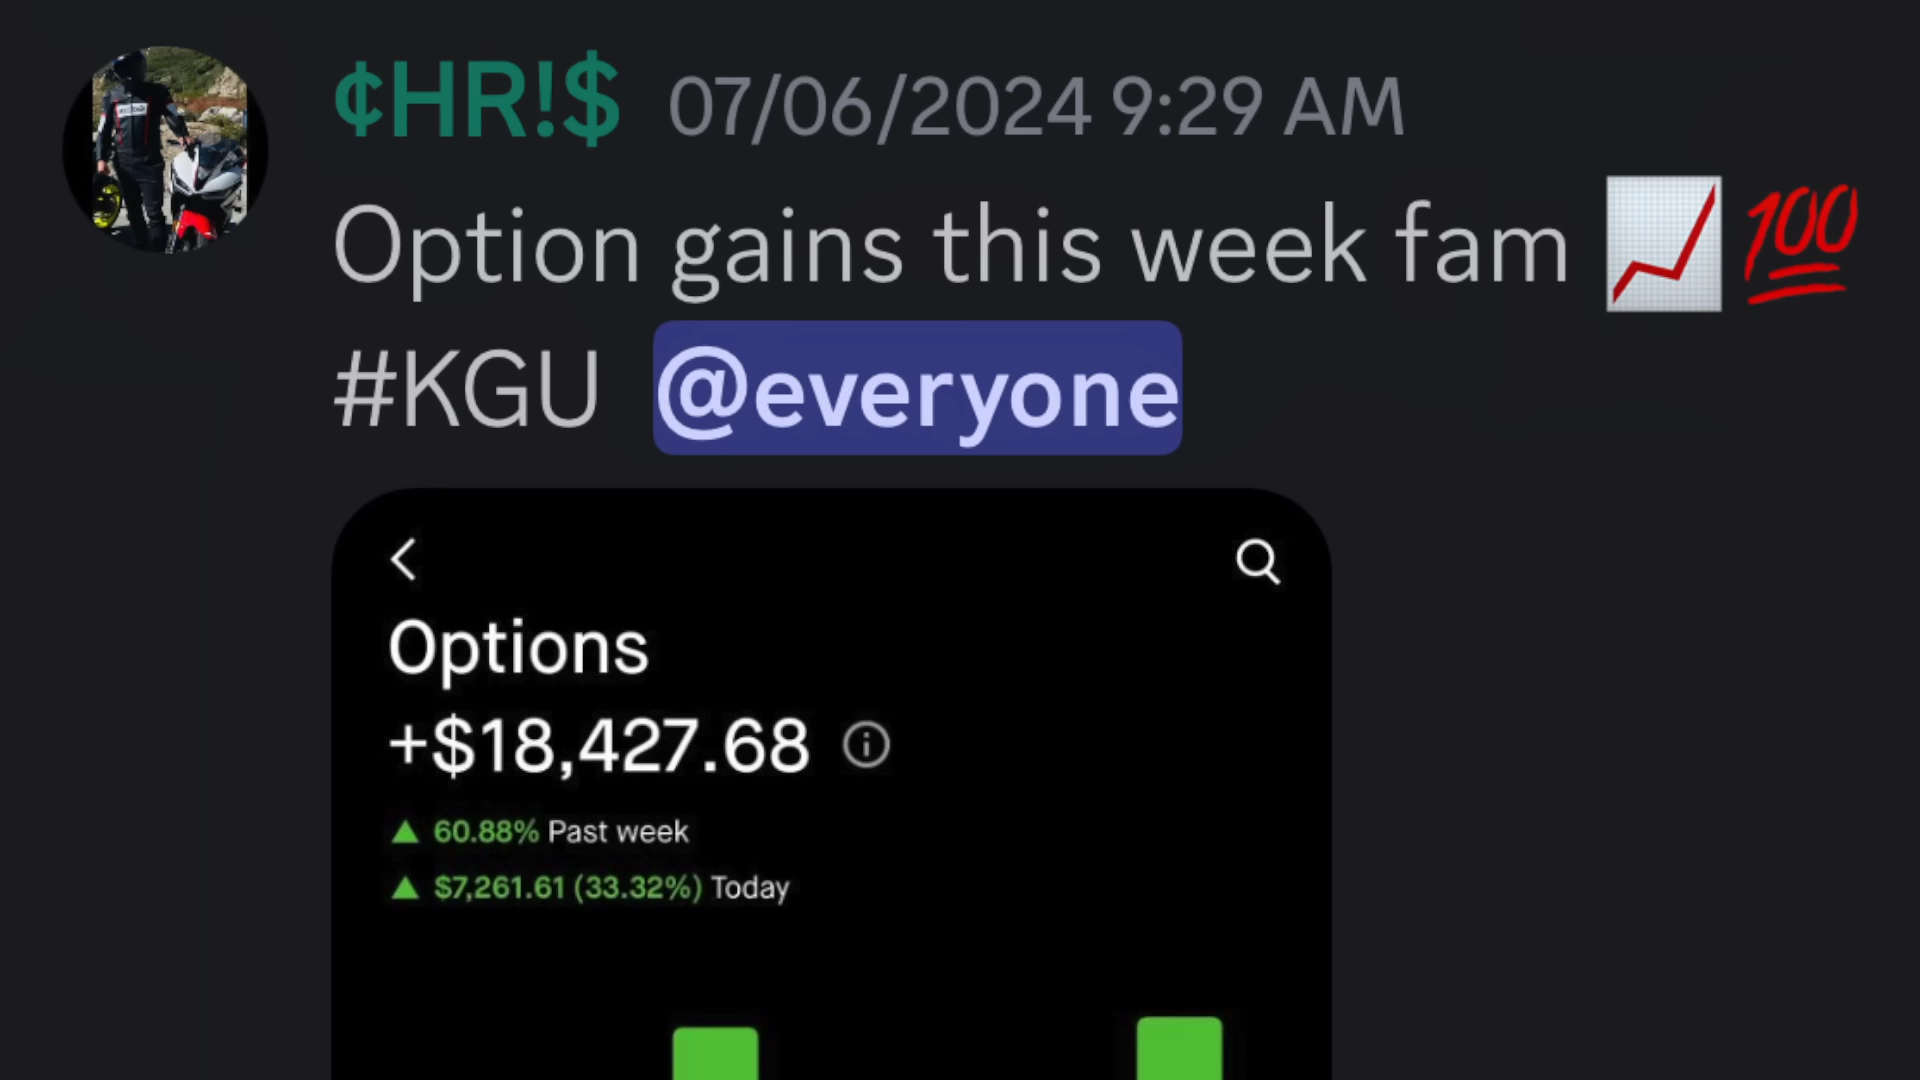 ¢HR!$ 07/06/2024 9:29 AM
Option gains this week fam 📈💯
#KGU @everyone
Options
+$18,427.68
▲ 60.88% Past week
▲ $7,261.61 (33.32%) Today